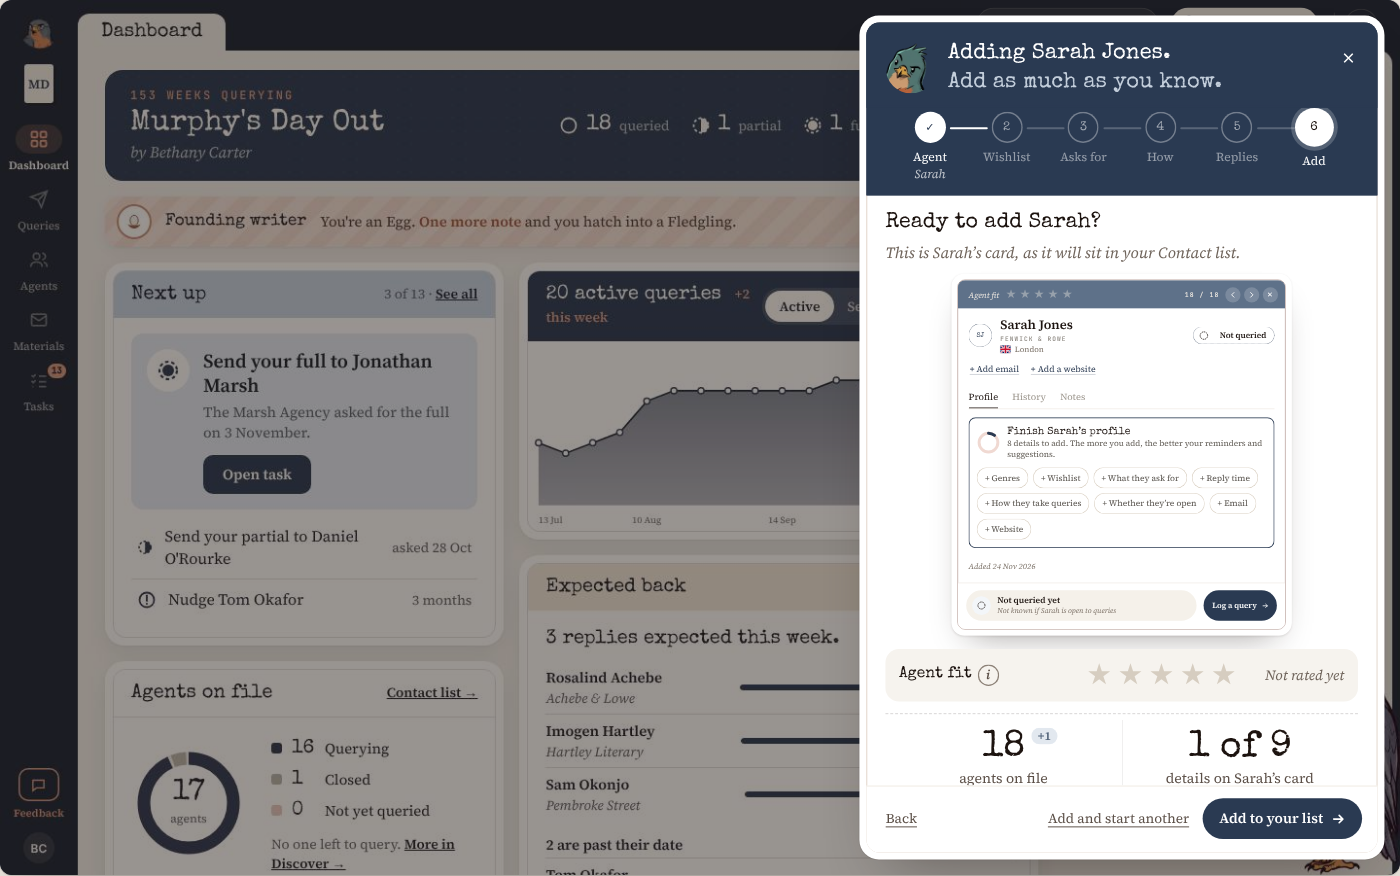 Dashboard
MD
Dashboard
Queries
Agents
Materials
13
Tasks
Feedback
BC
153 WEEKS QUERYING
Murphy's Day Out
by Bethany Carter
18 queried
1 partial
1
Founding writer
You're an Egg. One more note and you hatch into a Fledgling.
Next up
3 of 13 · See all
Send your full to Jonathan
Marsh
The Marsh Agency asked for the full
on 3 November.
Open task
Send your partial to Daniel
O'Rourke
asked 28 Oct
Nudge Tom Okafor
3 months
Agents on file
Contact list →
17
agents
16 Querying
1 Closed
0 Not yet queried
No one left to query. More in
Discover →
20 active queries +2
this week
Active
13 Jul
10 Aug
14 Sep
Expected back
3 replies expected this week.
Rosalind Achebe
Achebe & Lowe
Imogen Hartley
Hartley Literary
Sam Okonjo
Pembroke Street
2 are past their date
Tom Okafor
Adding Sarah Jones.
Add as much as you know.
✓
2
3
4
5
6
Agent
Wishlist
Asks for
How
Replies
Add
Sarah
Ready to add Sarah?
This is Sarah's card, as it will sit in your Contact list.
Agent fit
18 / 18
SJ
Sarah Jones
FENWICK & ROWE
London
Not queried
+ Add email
+ Add a website
Profile
History
Notes
Finish Sarah's profile
8 details to add. The more you add, the better your reminders and
suggestions.
+ Genres
+ Wishlist
+ What they ask for
+ Reply time
+ How they take queries
+ Whether they're open
+ Email
+ Website
Added 24 Nov 2026
Not queried yet
Not known if Sarah is open to queries
Log a query →
Agent fit i
Not rated yet
18 +1
agents on file
1 of 9
details on Sarah's card
Back
Add and start another
Add to your list →